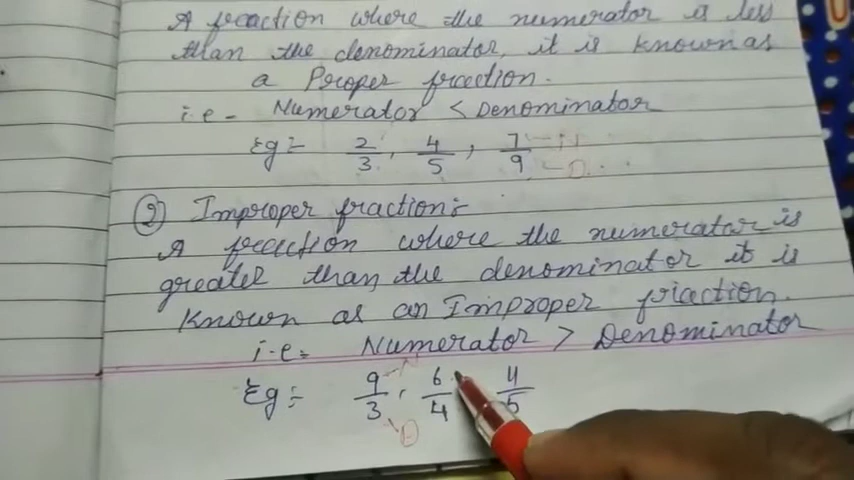 A fraction where the numerator is less
than the denominator, it is known as
a Proper fraction.
i.e - Numerator < Denominator
Eg:- 2/3, 4/5, 7/9 - N
- D
② Improper fraction:-
A fraction where the numerator is
greater than the denominator it is
known as an Improper fraction.
i.e= Numerator > Denominator
Eg:- 9/3, 6/4
N
D